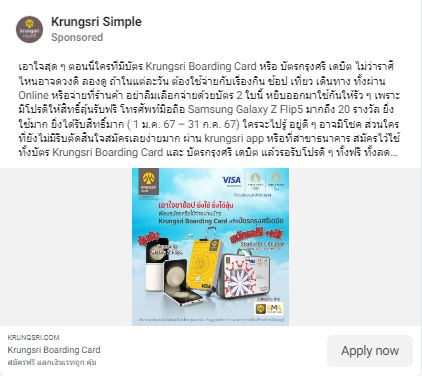 Krungsri Simple
Sponsored
เอาใจสุด ๆ ตอนนี้ใครที่มีบัตร Krungsri Boarding Card หรือ บัตรกรุงศรี เดบิต ไม่ว่าราศี
ไหนอาจดวงดี ลองดู ถ้าในแต่ละวัน ต้องใช้จ่ายกับเรื่องกิน ช้อป เที่ยว เดินทาง ทั้งผ่าน
Online หรือจ่ายที่ร้านค้า อย่าลืมเลือกจ่ายด้วยบัตร 2 ใบนี้ หยิบออกมาใช้กันให้รัว ๆ เพราะ
มีโปรดีให้สิทธิ์ลุ้นรับฟรี โทรศัพท์มือถือ Samsung Galaxy Z Flip5 มากถึง 20 รางวัล ยิ่ง
ใช้มาก ยิ่งได้รับสิทธิ์มาก ( 1 ม.ค. 67 – 31 ก.ค. 67) ใครจะไปรู้ อยู่ดี ๆ อาจมีโชค ส่วนใคร
ที่ยังไม่มีรีบตัดสินใจสมัครเลยง่ายมาก ผ่าน krungsri app หรือที่สาขาธนาคาร สมัครไว้ใช้
ทั้งบัตร Krungsri Boarding Card และ บัตรกรุงศรี เดบิต แล้วรอรับโปรดี ๆ ทั้งฟรี ทั้งลด...
krungsri
กรุงศรี
VISA
เอาใจขาช้อป ยิ่งใช้ ยิ่งได้ลุ้น
Krungsri Boarding Card หรือบัตรกรุงศรีเดบิต
VISA
KRUNGSRI.COM
Krungsri Boarding Card
สมัครฟรี แลกเงินเรทถูก คุ้ม
Apply now